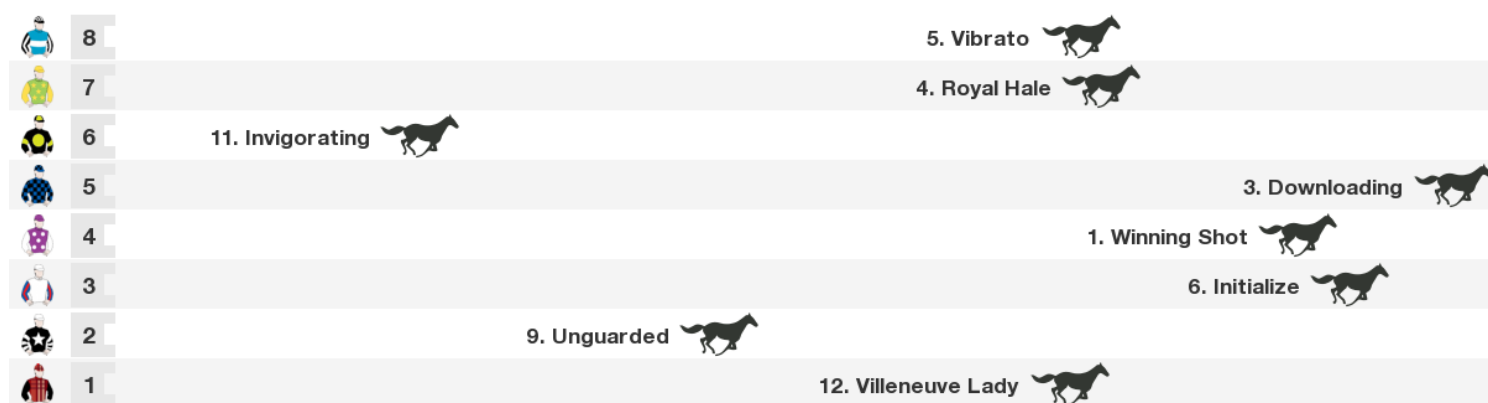 8 5. Vibrato
7 4. Royal Hale
6 11. Invigorating
5 3. Downloading
4 1. Winning Shot
3 6. Initialize
2 9. Unguarded
1 12. Villeneuve Lady